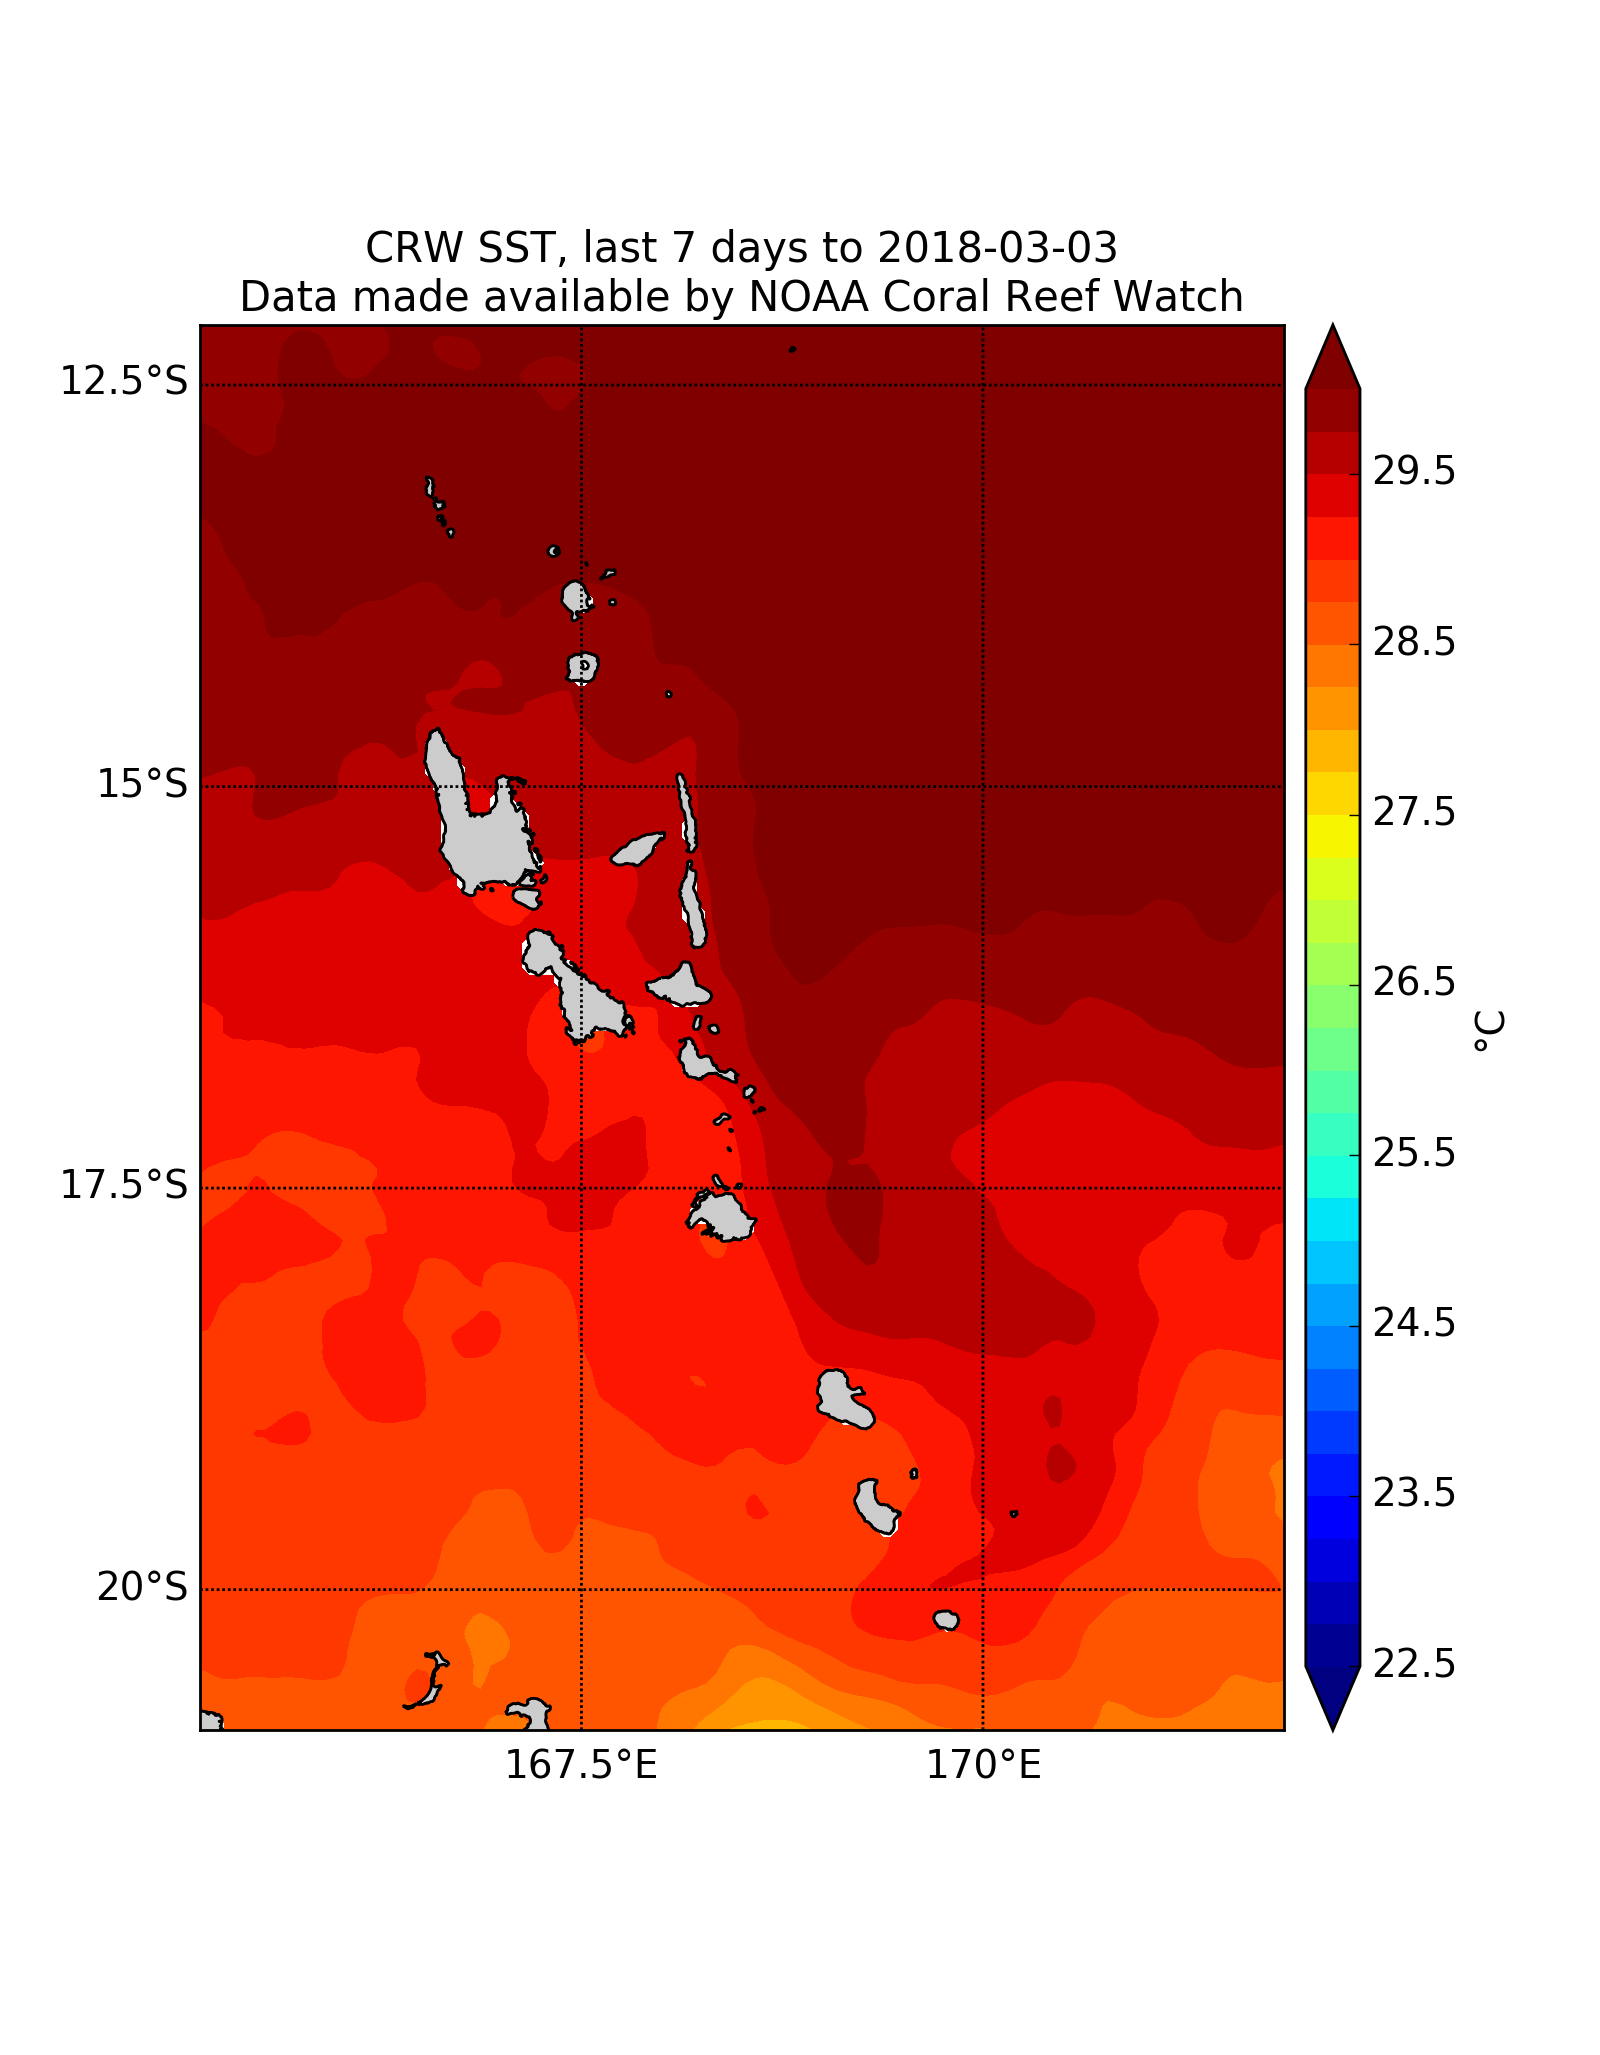 CRW SST, last 7 days to 2018-03-03
Data made available by NOAA Coral Reef Watch
12.5°S
15°S
17.5°S
20°S
167.5°E
170°E
29.5
28.5
27.5
26.5
25.5
24.5
23.5
22.5
°C